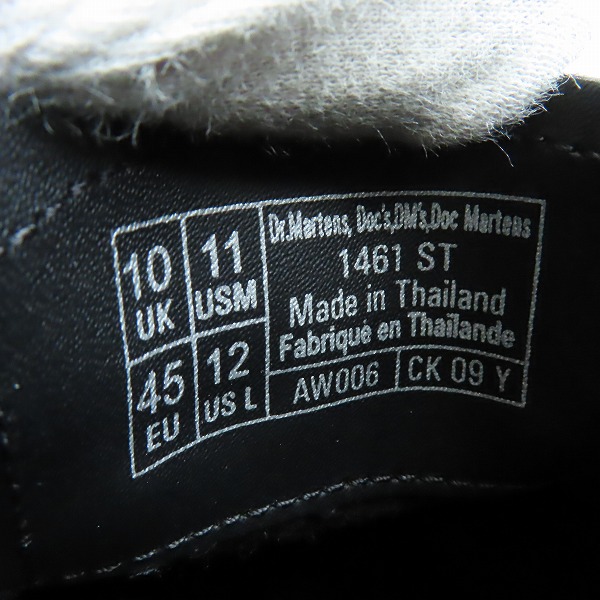 10
UK
11
USM
45
EU
12
US L
Dr.Martens, Doc's,DM's,Doc Martens
1461 ST
Made in Thailand
Fabriqué en Thaïlande
AW006
CK 09 Y